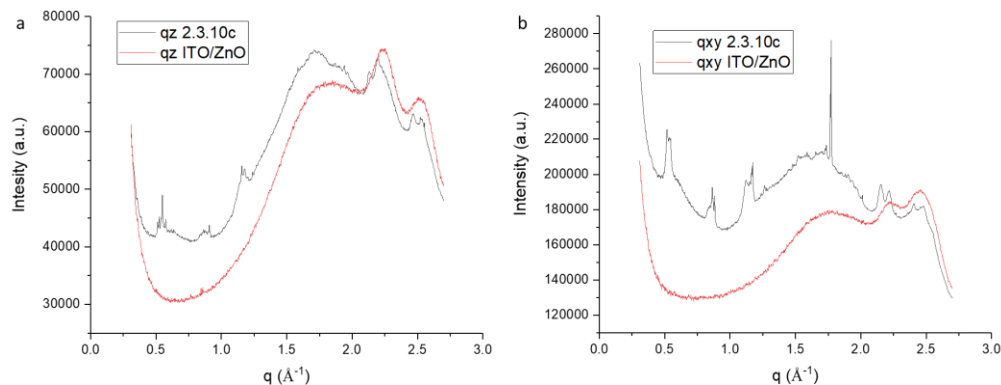 a
qz 2.3.10c
qz ITO/ZnO
Intesity (a.u.)
80000
70000
60000
50000
40000
30000
0.0 0.5 1.0 1.5 2.0 2.5 3.0
q (Å⁻¹)
b
qxy 2.3.10c
qxy ITO/ZnO
Intensity (a.u.)
280000
260000
240000
220000
200000
180000
160000
140000
120000
0.0 0.5 1.0 1.5 2.0 2.5 3.0
q (Å⁻¹)